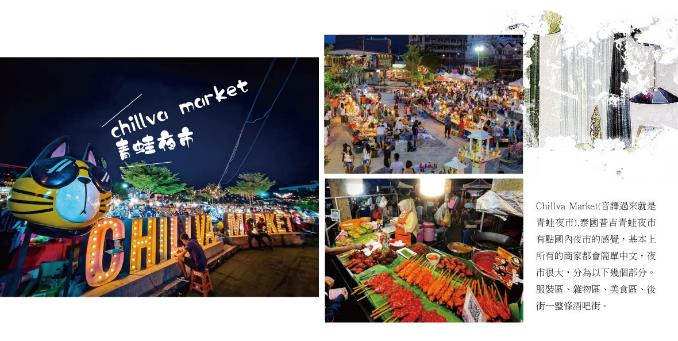 chillva market
青蛙夜市
CHILLVA MARKET
Chillva Market(音譯過來就是
青蛙夜市),泰國普吉青蛙夜市
有點國內夜市的感覺，基本上
所有的商家都會簡單中文，夜
市很大，分為以下幾個部分。
服裝區、雜物區、美食區、後
街一整條酒吧街。